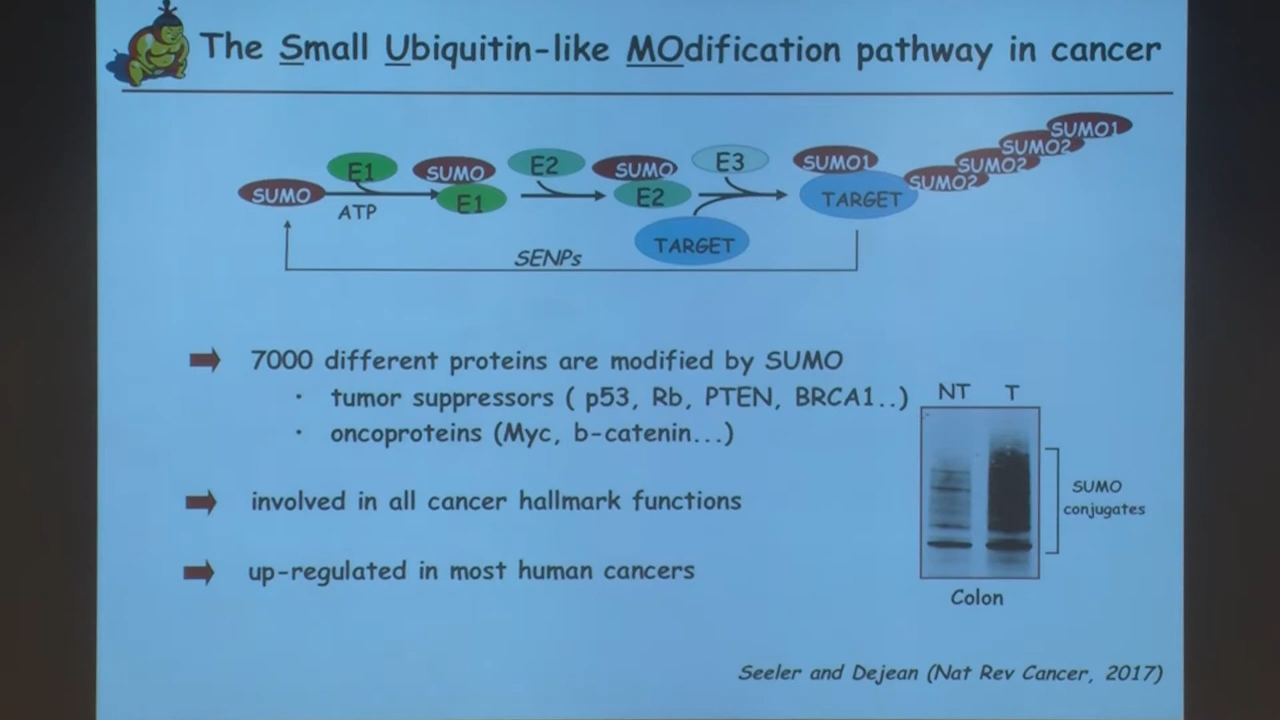 The Small Ubiquitin-like MOdification pathway in cancer
SUMO
E1
ATP
SUMO
E1
E2
SUMO
E2
E3
TARGET
SUMO1
TARGET
SUMO2
SUMO2
SUMO2
SUMO1
SENPs
7000 different proteins are modified by SUMO
· tumor suppressors ( p53, Rb, PTEN, BRCA1..)
· oncoproteins (Myc, b-catenin...)
involved in all cancer hallmark functions
up-regulated in most human cancers
NT T
SUMO
conjugates
Colon
Seeler and Dejean (Nat Rev Cancer, 2017)